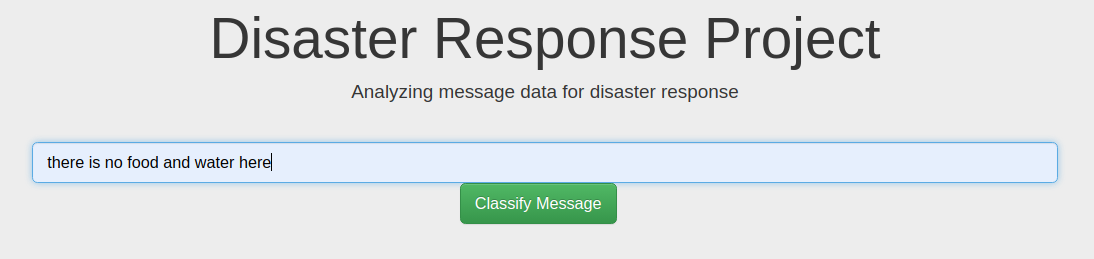 Disaster Response Project
Analyzing message data for disaster response
there is no food and water here
Classify Message